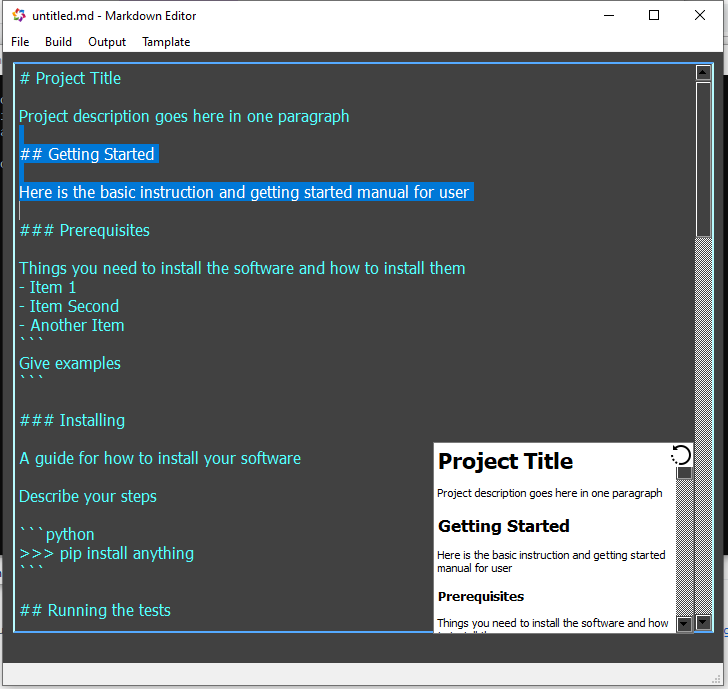 untitled.md - Markdown Editor
File Build Output Tamplate
# Project Title
Project description goes here in one paragraph
## Getting Started
Here is the basic instruction and getting started manual for user
### Prerequisites
Things you need to install the software and how to install them
- Item 1
- Item Second
- Another Item
```
Give examples
```
### Installing
A guide for how to install your software
Describe your steps
```python
>>> pip install anything
```
## Running the tests
Project Title
Project description goes here in one paragraph
Getting Started
Here is the basic instruction and getting started
manual for user
Prerequisites
Things you need to install the software and how